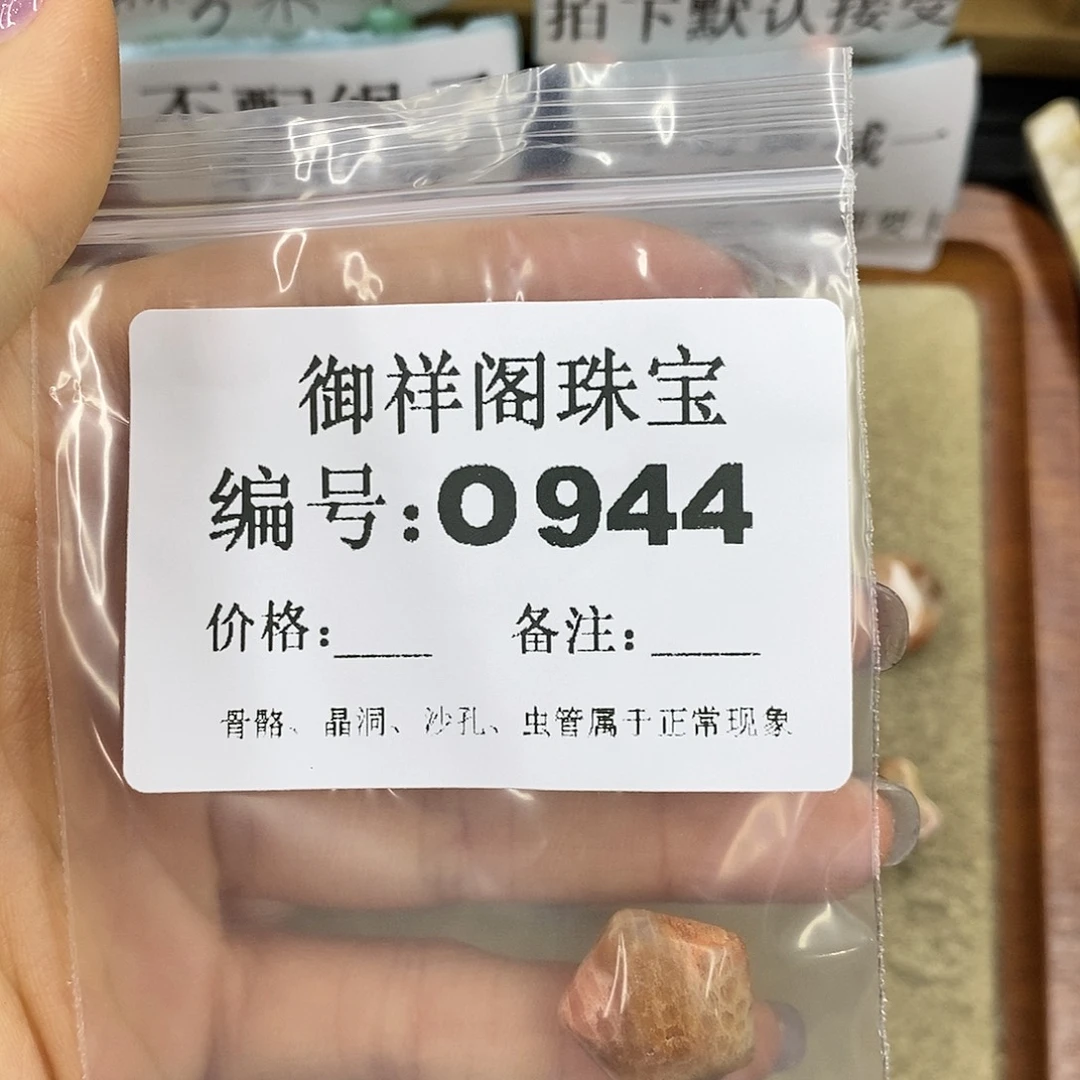 拍下默认接受
御祥阁珠宝
编号:0944
价格:____ 备注:____
骨骼、晶洞、沙孔、虫管属于正常现象